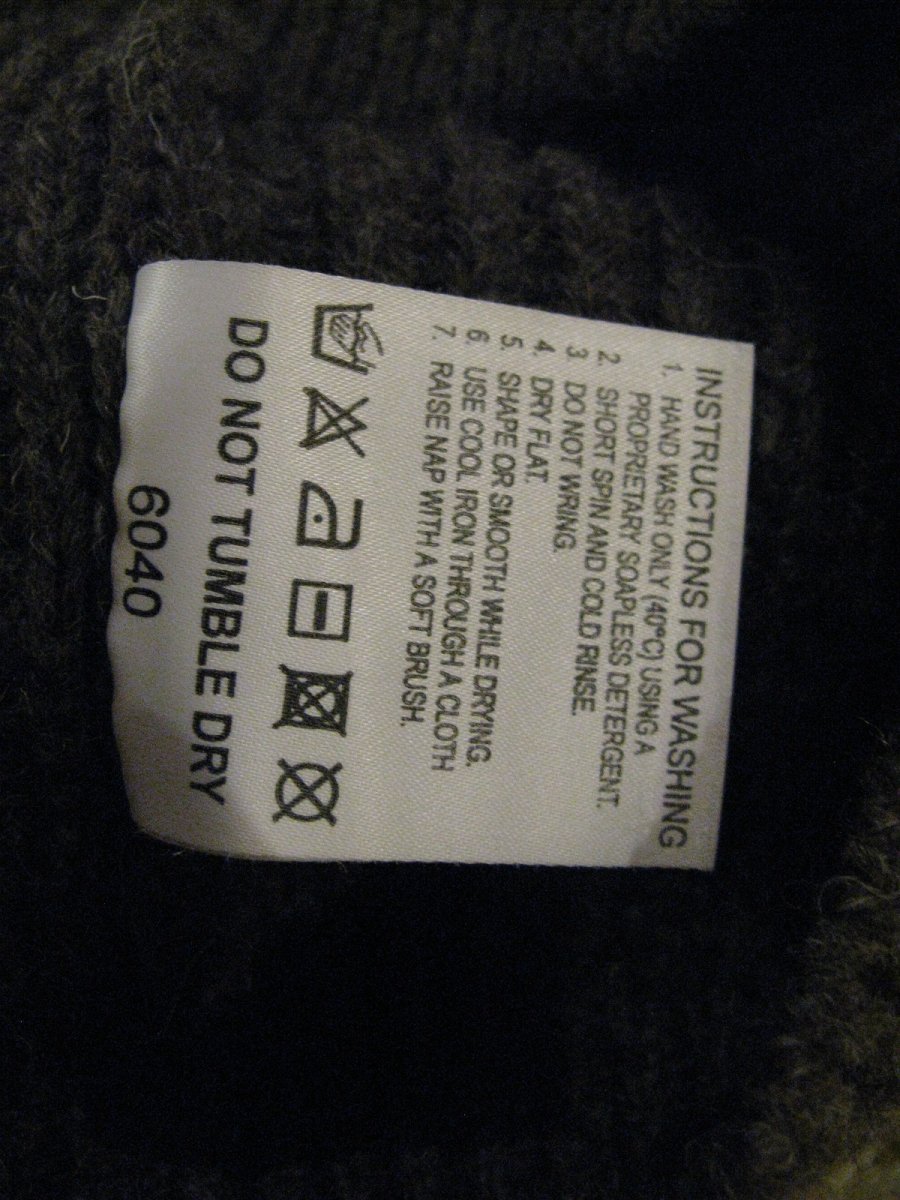 INSTRUCTIONS FOR WASHING
1. HAND WASH ONLY (40°C) USING A
PROPRIETARY SOAPLESS DETERGENT.
2. SHORT SPIN AND COLD RINSE.
3 DO NOT WRING.
4. DRY FLAT.
5. SHAPE OR SMOOTH WHILE DRYING.
6. USE COOL IRON THROUGH A CLOTH
7. RAISE NAP WITH A SOFT BRUSH.
DO NOT TUMBLE DRY
6040